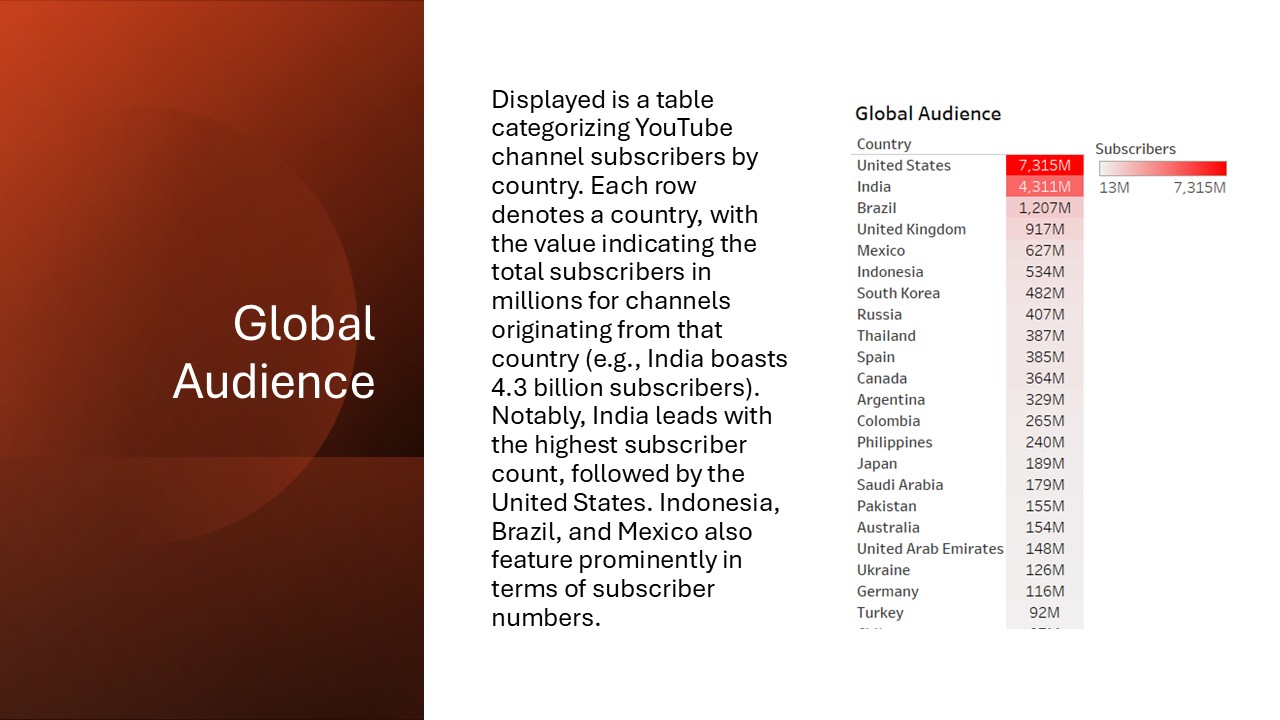 Global
Audience
Displayed is a table
categorizing YouTube
channel subscribers by
country. Each row
denotes a country, with
the value indicating the
total subscribers in
millions for channels
originating from that
country (e.g., India boasts
4.3 billion subscribers).
Notably, India leads with
the highest subscriber
count, followed by the
United States. Indonesia,
Brazil, and Mexico also
feature prominently in
terms of subscriber
numbers.
Global Audience
Country
United States 7,315M
India 4,311M
Brazil 1,207M
United Kingdom 917M
Mexico 627M
Indonesia 534M
South Korea 482M
Russia 407M
Thailand 387M
Spain 385M
Canada 364M
Argentina 329M
Colombia 265M
Philippines 240M
Japan 189M
Saudi Arabia 179M
Pakistan 155M
Australia 154M
United Arab Emirates 148M
Ukraine 126M
Germany 116M
Turkey 92M
Subscribers
13M 7,315M